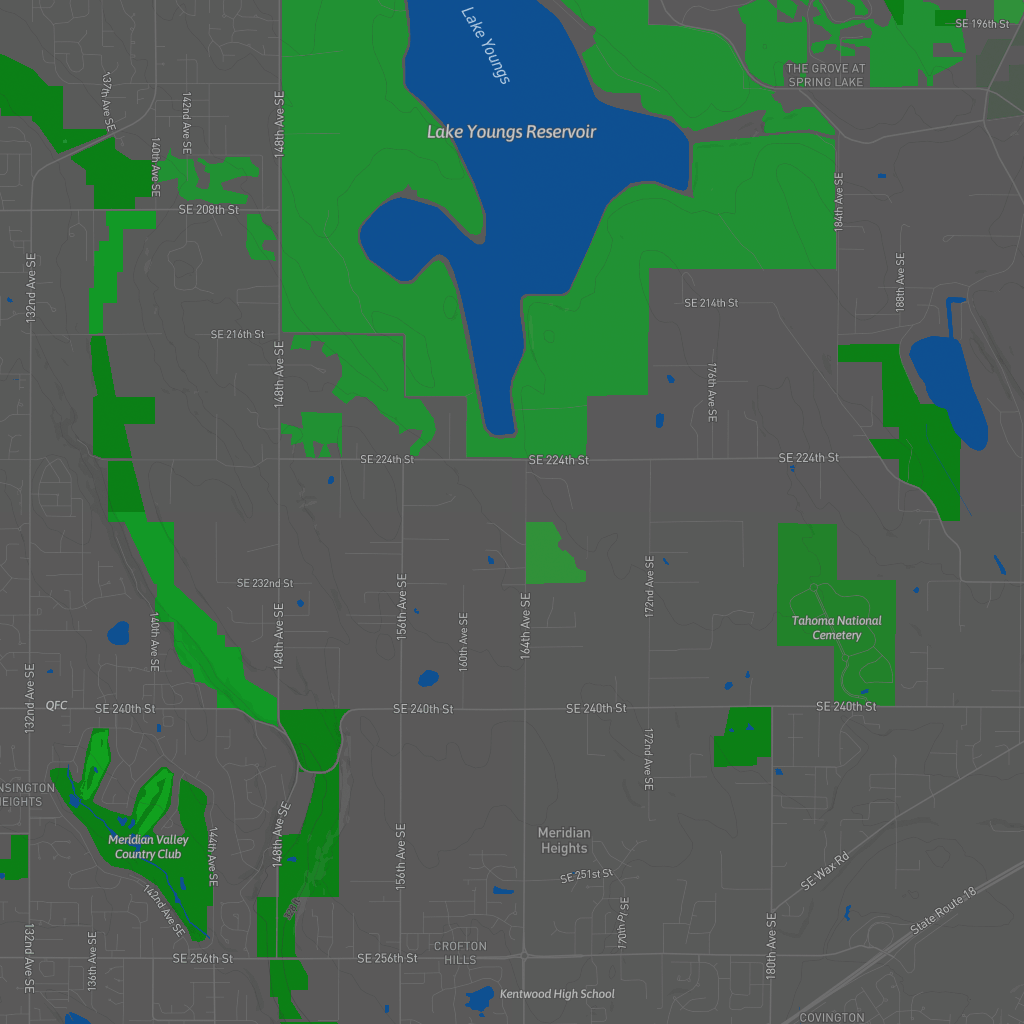 Lake Youngs
SE 196th St
THE GROVE AT
SPRING LAKE
137th Ave SE
142nd Ave SE
148th Ave SE
Lake Youngs Reservoir
140th Ave SE
184th Ave SE
SE 208th St
132nd Ave SE
188th Ave SE
SE 214th St
SE 216th St
148th Ave SE
176th Ave SE
SE 224th St
SE 224th St
SE 224th St
SE 232nd St
156th Ave SE
172nd Ave SE
164th Ave SE
148th Ave SE
140th Ave SE
160th Ave SE
Tahoma National
Cemetery
132nd Ave SE
QFC
SE 240th St
SE 240th St
SE 240th St
SE 240th St
172nd Ave SE
NSINGTON
HEIGHTS
Meridian Valley
Country Club
148th Ave SE
144th Ave SE
156th Ave SE
Meridian
Heights
SE 251st St
SE Wax Rd
State Route 18
142nd Ave SE
328 ft
170th Pl SE
180th Ave SE
132nd Ave SE
136th Ave SE
SE 256th St
SE 256th St
CROFTON
HILLS
Kentwood High School
COVINGTON